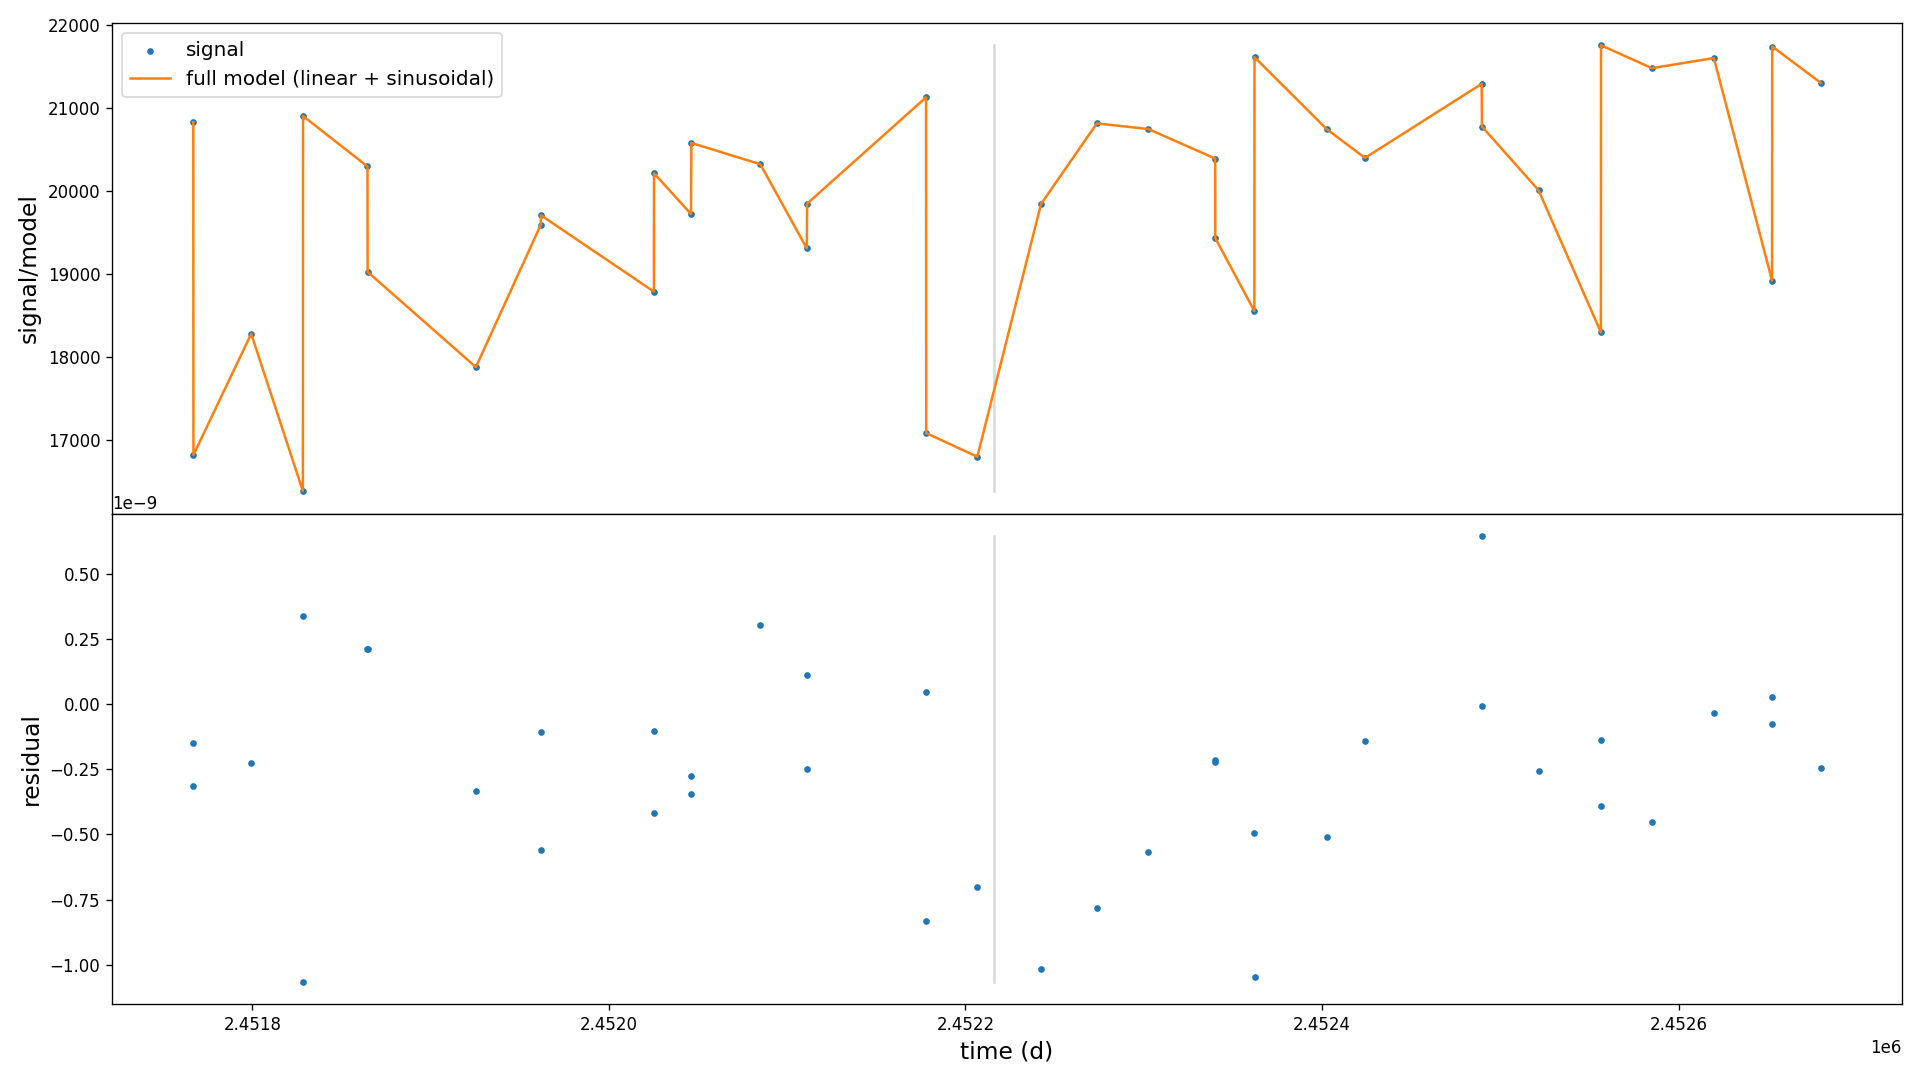 22000
21000
20000
19000
18000
17000
signal/model
signal
full model (linear + sinusoidal)
1e−9
0.50
0.25
0.00
−0.25
−0.50
−0.75
−1.00
residual
2.4518
2.4520
2.4522
2.4524
2.4526
1e6
time (d)